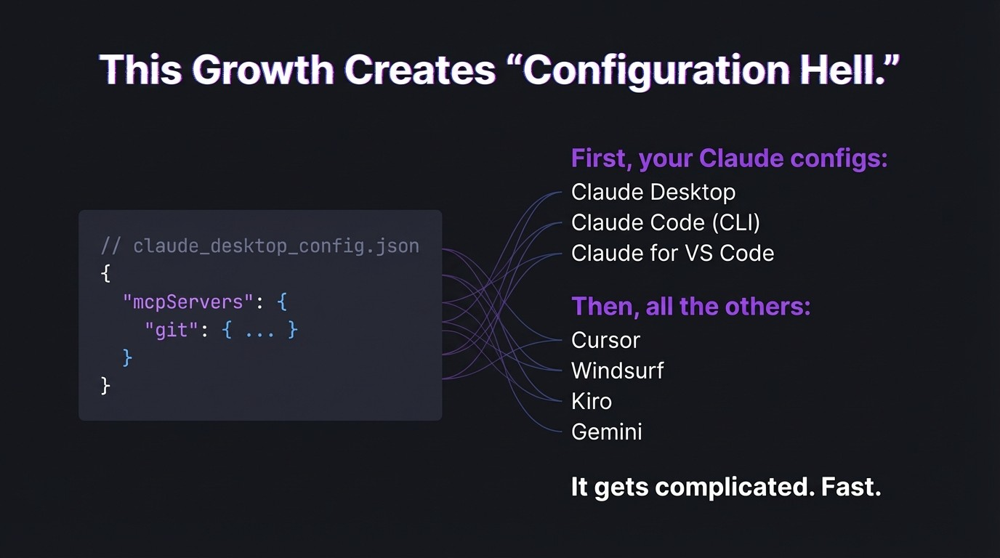 This Growth Creates “Configuration Hell.”
// claude_desktop_config.json
{
  "mcpServers": {
    "git": { ... }
  }
}
First, your Claude configs:
Claude Desktop
Claude Code (CLI)
Claude for VS Code
Then, all the others:
Cursor
Windsurf
Kiro
Gemini
It gets complicated. Fast.